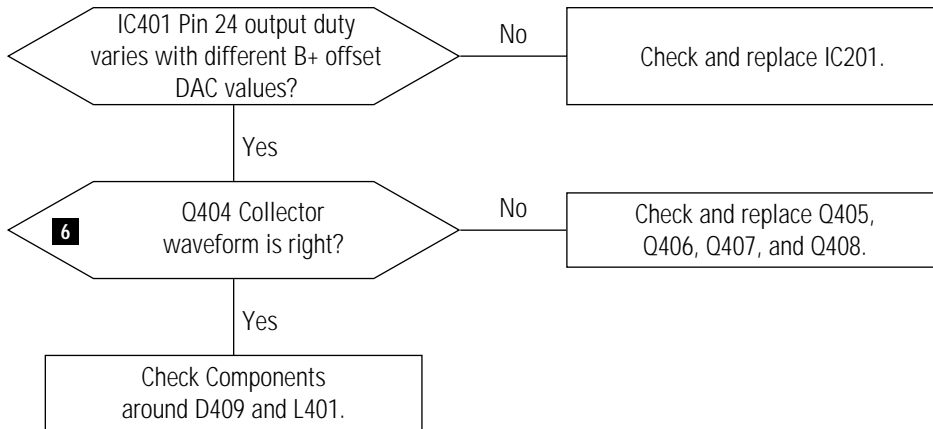 IC401 Pin 24 output duty
varies with different B+ offset
DAC values?
No
Check and replace IC201.
Yes
6
Q404 Collector
waveform is right?
No
Check and replace Q405,
Q406, Q407, and Q408.
Yes
Check Components
around D409 and L401.